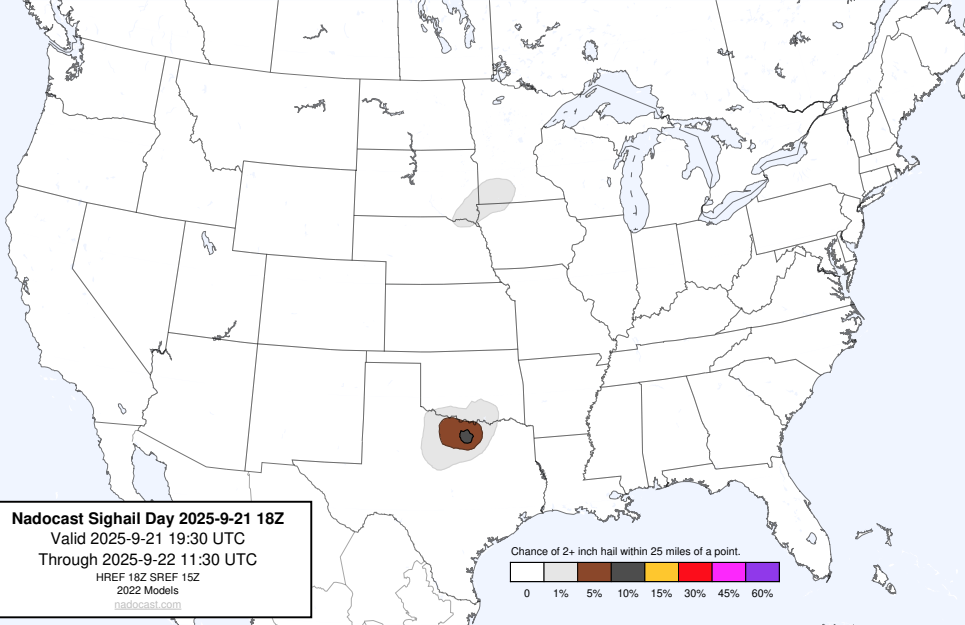 Nadocast Sighail Day 2025-9-21 18Z
Valid 2025-9-21 19:30 UTC
Through 2025-9-22 11:30 UTC
HREF 18Z SREF 15Z
2022 Models
nadocast.com
Chance of 2+ inch hail within 25 miles of a point.
0 1% 5% 10% 15% 30% 45% 60%